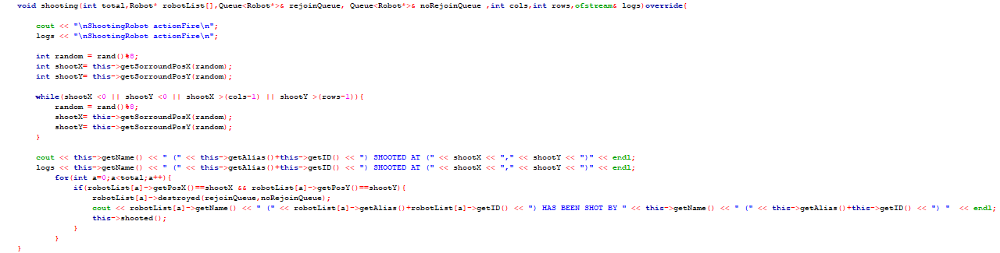 void shooting(int total,Robot* robotList[],Queue<Robot*>& rejoinQueue, Queue<Robot*>& noRejoinQueue ,int cols,int rows,ofstream& logs)override{
cout << "\nShootingRobot actionFire\n";
logs << "\nShootingRobot actionFire\n";
int random = rand()%8;
int shootX= this->getSorroundPosX(random);
int shootY= this->getSorroundPosY(random);
while(shootX <0 || shootY <0 || shootX >(cols-1) || shootY >(rows-1)){
random = rand()%8;
shootX= this->getSorroundPosX(random);
shootY= this->getSorroundPosY(random);
}
cout << this->getName() << " (" << this->getAlias()+this->getID() << ") SHOOTED AT (" << shootX << "," << shootY << ")" << endl;
logs << this->getName() << " (" << this->getAlias()+this->getID() << ") SHOOTED AT (" << shootX << "," << shootY << ")" << endl;
for(int a=0;a<total;a++){
if(robotList[a]->getPosX()==shootX && robotList[a]->getPosY()==shootY){
robotList[a]->destroyed(rejoinQueue,noRejoinQueue);
cout << robotList[a]->getName() << " (" << robotList[a]->getAlias()+robotList[a]->getID() << ") HAS BEEN SHOT BY " << this->getName() << " (" << this->getAlias()+this->getID() << ") " << endl;
this->shooted();
}
}
}